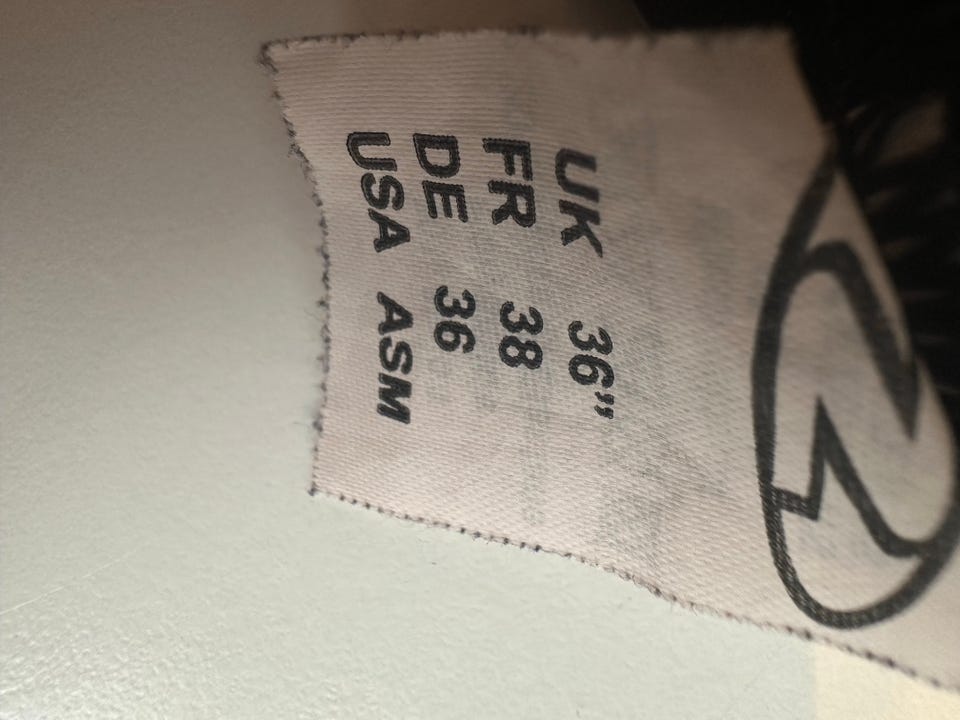 UK 36"
FR 38
DE 36
USA ASM